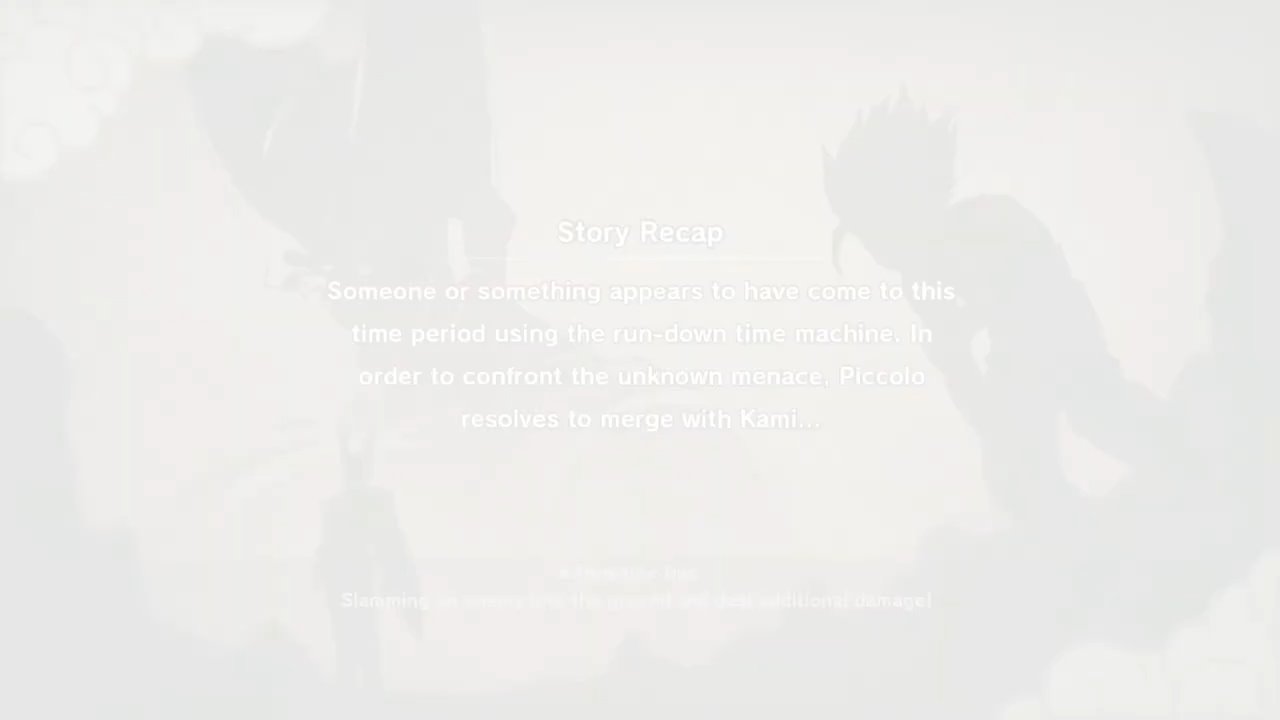 Story Recap
Someone or something appears to have come to this
time period using the run-down time machine. In
order to confront the unknown menace, Piccolo
resolves to merge with Kami...
Slamming an enemy into the ground and deal additional damage!